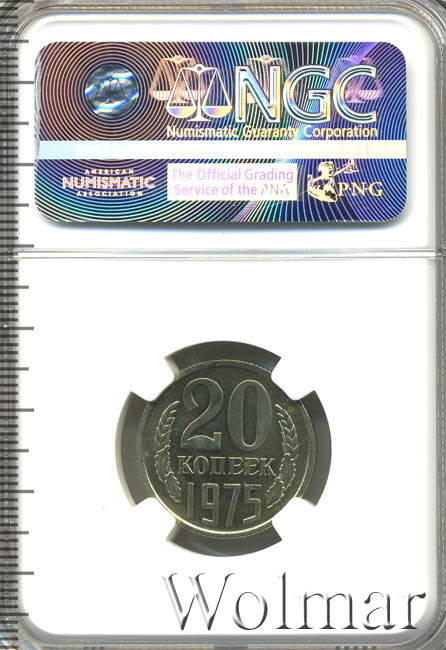 NGC
Numismatic Guaranty Corporation
AMERICAN
NUMISMATIC
ASSOCIATION
The Official Grading
Service of the ANA
PNG
20
КОПЕЕК
1975
Wolmar